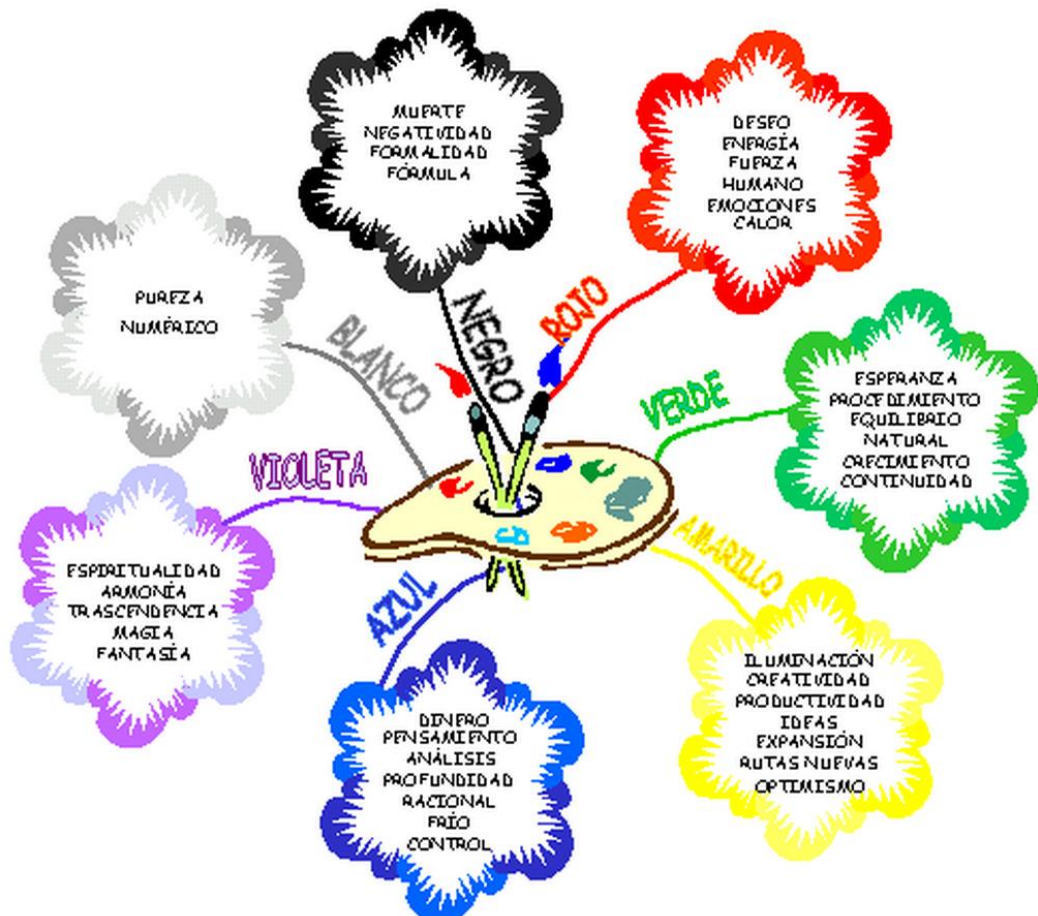 MUERTE
NEGATIVIDAD
FORMALIDAD
FÓRMULA
NEGRO
DESEO
ENERGÍA
FUERZA
HUMANO
EMOCIONES
CALOR
ROJO
PUREZA
NUMÉRICO
BLANCO
ESPERANZA
PROCEDIMIENTO
EQUILIBRIO
NATURAL
CRECIMIENTO
CONTINUIDAD
VERDE
VIOLETA
ESPIRITUALIDAD
ARMONÍA
TRASCENDENCIA
MAGIA
FANTASÍA
AZUL
DINERO
PENSAMIENTO
ANÁLISIS
PROFUNDIDAD
RACIONAL
FRÍO
CONTROL
AMARILLO
ILUMINACIÓN
CREATIVIDAD
PRODUCTIVIDAD
IDEAS
EXPANSIÓN
RUTAS NUEVAS
OPTIMISMO